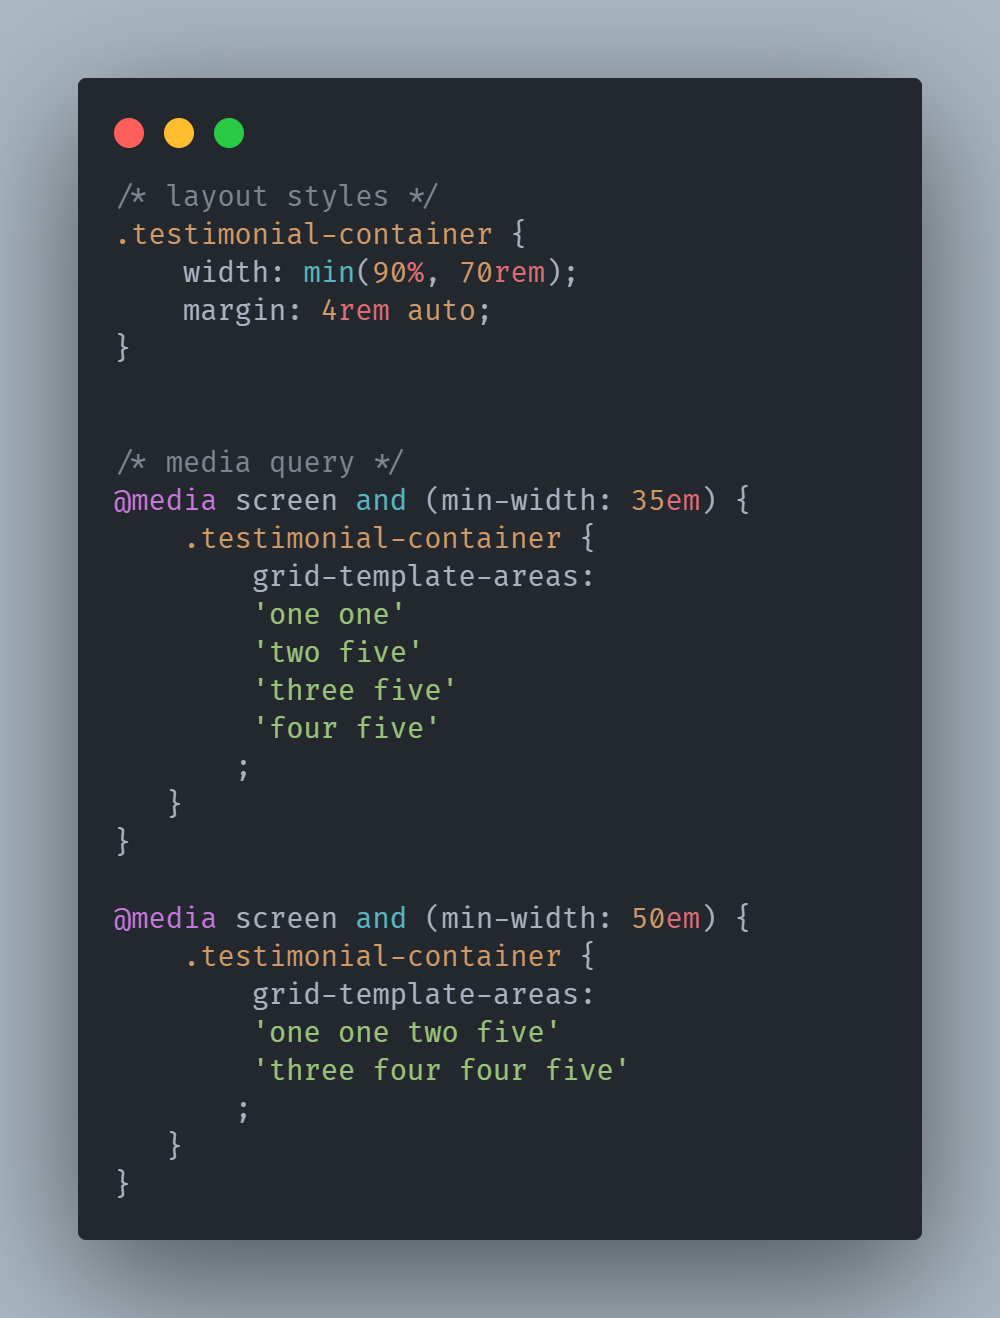 /* layout styles */
.testimonial-container {
    width: min(90%, 70rem);
    margin: 4rem auto;
}
/* media query */
@media screen and (min-width: 35em) {
    .testimonial-container {
        grid-template-areas:
        'one one'
        'two five'
        'three five'
        'four five'
       ;
   }
}
@media screen and (min-width: 50em) {
    .testimonial-container {
        grid-template-areas:
        'one one two five'
        'three four four five'
       ;
   }
}